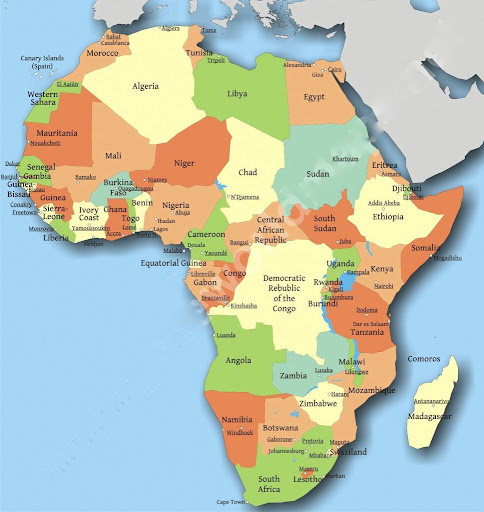 Algiers
Tunis
Rabat
Casablanca
Morocco
Tunisia
Tripoli
Canary Islands
(Spain)
Alexandria
Cairo
Giza
El Aaiún
Algeria
Libya
Egypt
Western
Sahara
Mauritania
Nouakchott
Mali
Niger
Chad
Sudan
Khartoum
Eritrea
Asmara
Dakar
Senegal
Banjul
Gambia
Bamako
Niamey
Burkina
Faso
Ouagadougou
N'Djamena
Djibouti
Djibouti
Guinea
Bissau
Bissau
Guinea
Conakry
Freetown
Sierra-
Leone
Ivory
Coast
Yamoussoukro
Ghana
Accra
Togo
Lomé
Benin
Nigeria
Abuja
Ibadan
Lagos
Addis Ababa
Ethiopia
Monrovia
Liberia
Abidjan
Cameroon
Douala
Yaoundé
Malabo
Central
African
Republic
Bangui
South
Sudan
Juba
Somalia
Mogadishu
Equatorial Guinea
Libreville
Gabon
Congo
Brazzaville
Kinshasa
Democratic
Republic
of the
Congo
Uganda
Kampala
Kenya
Nairobi
Rwanda
Kigali
Bujumbura
Burundi
Dodoma
Dar es Salaam
Tanzania
Luanda
Angola
Zambia
Lusaka
Malawi
Lilongwe
Comoros
Mozambique
Harare
Zimbabwe
Antananarivo
Madagascar
Namibia
Windhoek
Botswana
Gaborone
Pretoria
Johannesburg
Maputo
Mbabane
Swaziland
Maseru
Lesotho
Durban
South
Africa
Cape Town